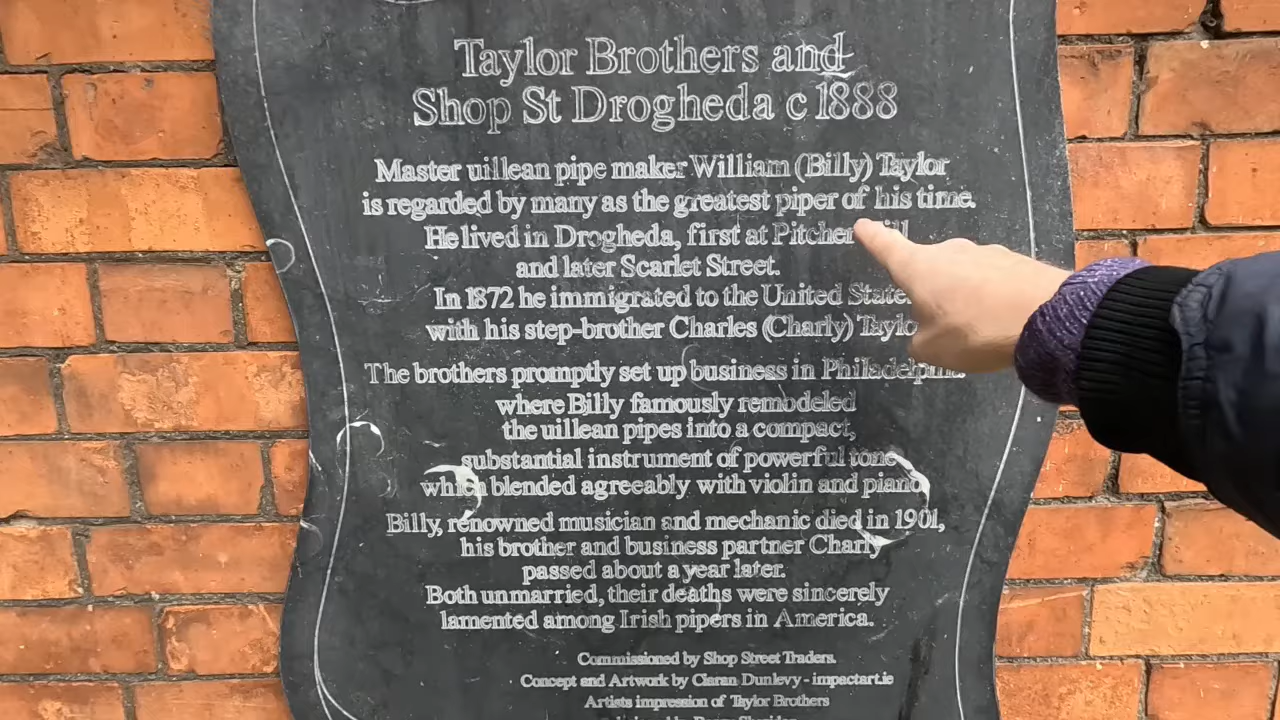 Taylor Brothers and
Shop St Drogheda c 1888
Master uillean pipe maker William (Billy) Taylor
is regarded by many as the greatest piper of his time.
He lived in Drogheda, first at Pitcher
and later Scarlet Street.
In 1872 he immigrated to the United State
with his step-brother Charles (Charly) Taylo
The brothers promptly set up business in Philadelphia
where Billy famously remodeled
the uillean pipes into a compact,
substantial instrument of powerful tone
which blended agreeably with violin and piano
Billy, renowned musician and mechanic died in 1901,
his brother and business partner Charly
passed about a year later.
Both unmarried, their deaths were sincerely
lamented among Irish pipers in America.
Commissioned by Shop Street Traders.
Concept and Artwork by Ciaran Dunlevy - impactart.ie
Artists impression of Taylor Brothers